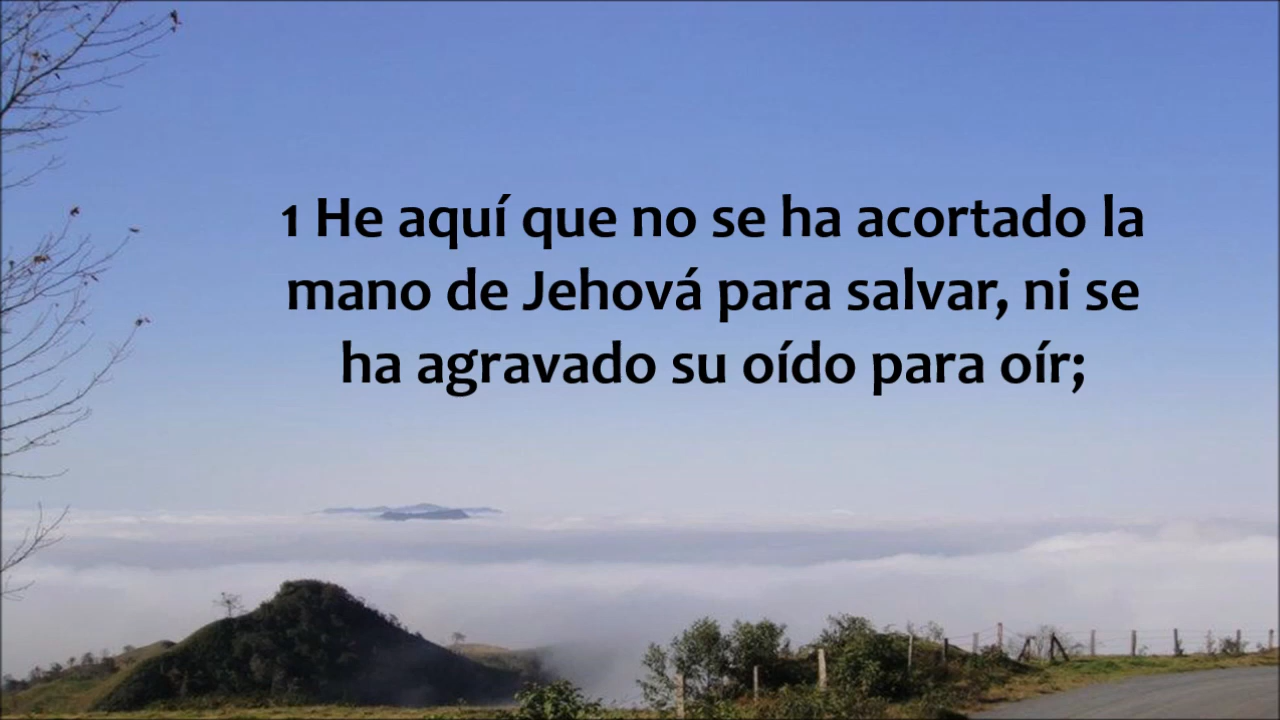 1 He aquí que no se ha acortado la
mano de Jehová para salvar, ni se
ha agravado su oído para oír;